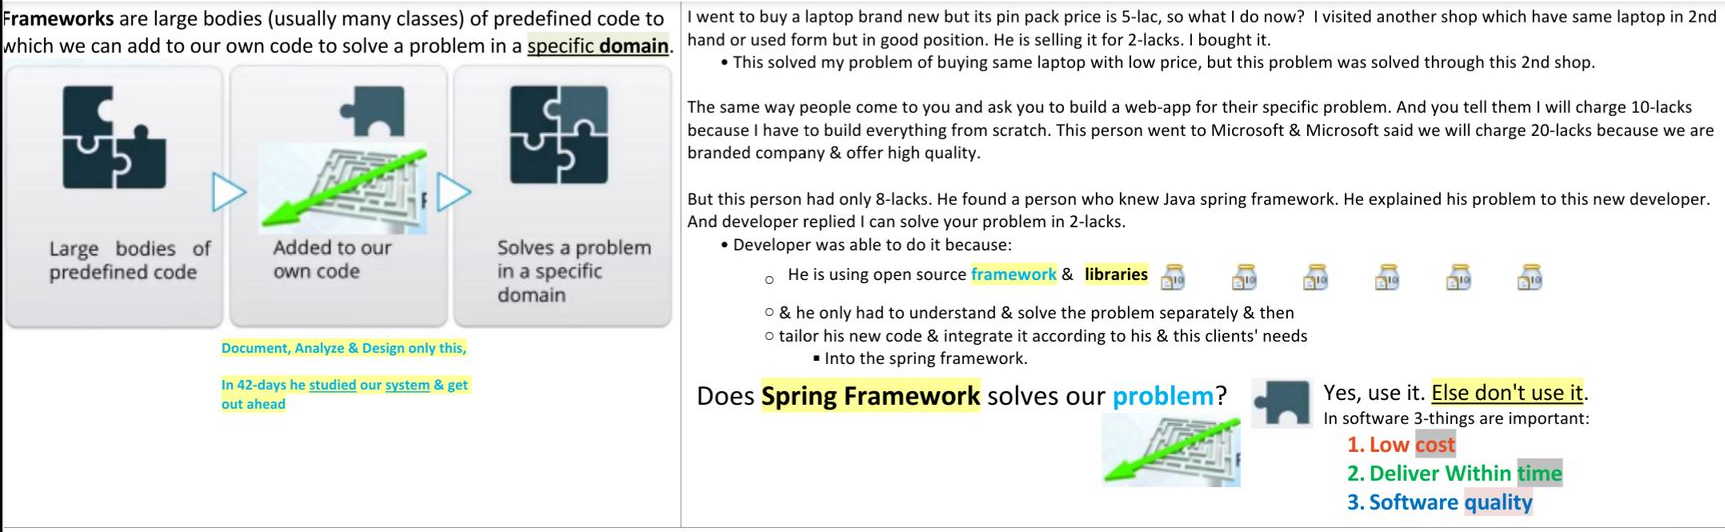 Frameworks are large bodies (usually many classes) of predefined code to
which we can add to our own code to solve a problem in a specific domain.
Large bodies of
predefined code
Added to our
own code
Solves a problem
in a specific
domain
Document, Analyze & Design only this,
In 42-days he studied our system & get
out ahead
I went to buy a laptop brand new but its pin pack price is 5-lac, so what I do now? I visited another shop which have same laptop in 2nd
hand or used form but in good position. He is selling it for 2-lacks. I bought it.
• This solved my problem of buying same laptop with low price, but this problem was solved through this 2nd shop.
The same way people come to you and ask you to build a web-app for their specific problem. And you tell them I will charge 10-lacks
because I have to build everything from scratch. This person went to Microsoft & Microsoft said we will charge 20-lacks because we are
branded company & offer high quality.
But this person had only 8-lacks. He found a person who knew Java spring framework. He explained his problem to this new developer.
And developer replied I can solve your problem in 2-lacks.
• Developer was able to do it because:
○ He is using open source framework & libraries
○ & he only had to understand & solve the problem separately & then
○ tailor his new code & integrate it according to his & this clients' needs
▪ Into the spring framework.
Does Spring Framework solves our problem?
Yes, use it. Else don't use it.
In software 3-things are important:
1. Low cost
2. Deliver Within time
3. Software quality